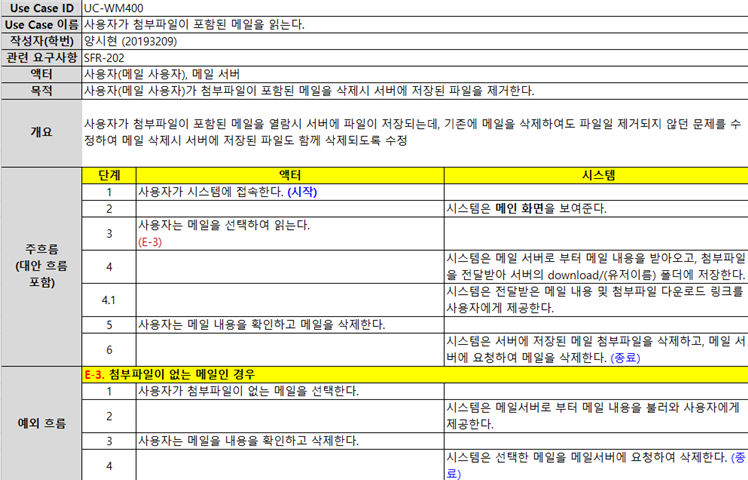 Use Case ID UC-WM400
Use Case 이름 사용자가 첨부파일이 포함된 메일을 읽는다.
작성자(학번) 양시현 (20193209)
관련 요구사항 SFR-202
액터 사용자(메일 사용자), 메일 서버
목적 사용자(메일 사용자)가 첨부파일이 포함된 메일을 삭제시 서버에 저장된 파일을 제거한다.
개요
사용자가 첨부파일이 포함된 메일을 열람시 서버에 파일이 저장되는데, 기존에 메일을 삭제하여도 파일일 제거되지 않던 문제를 수
정하여 메일 삭제시 서버에 저장된 파일도 함께 삭제되도록 수정
주흐름
(대안 흐름
포함)
단계 액터 시스템
1 사용자가 시스템에 접속한다. (시작)
2 시스템은 메인 화면을 보여준다.
3 사용자는 메일을 선택하여 읽는다.
(E-3)
4 시스템은 메일 서버로 부터 메일 내용을 받아오고, 첨부파일
을 전달받아 서버의 download/(유저이름) 폴더에 저장한다.
4.1 시스템은 전달받은 메일 내용 및 첨부파일 다운로드 링크를
사용자에게 제공한다.
5 사용자는 메일 내용을 확인하고 메일을 삭제한다.
6 시스템은 서버에 저장된 메일 첨부파일을 삭제하고, 메일 서
버에 요청하여 메일을 삭제한다. (종료)
예외 흐름
E-3. 첨부파일이 없는 메일인 경우
1 사용자가 첨부파일이 없는 메일을 선택한다.
2 시스템은 메일서버로 부터 메일 내용을 불러와 사용자에게
제공한다.
3 사용자는 메일을 내용을 확인하고 삭제한다.
4 시스템은 선택한 메일을 메일서버에 요청하여 삭제한다. (종
료)